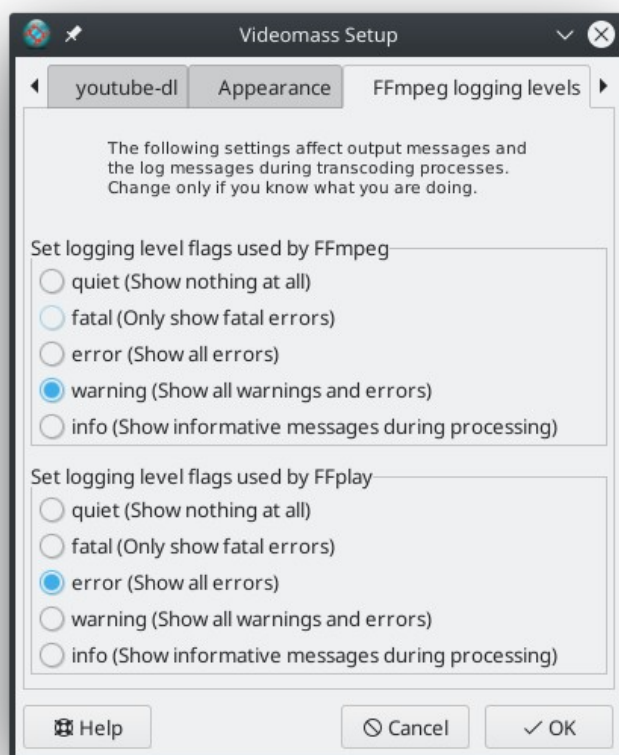 Videomass Setup
youtube-dl
Appearance
FFmpeg logging levels
The following settings affect output messages and
the log messages during transcoding processes.
Change only if you know what you are doing.
Set logging level flags used by FFmpeg
quiet (Show nothing at all)
fatal (Only show fatal errors)
error (Show all errors)
warning (Show all warnings and errors)
info (Show informative messages during processing)
Set logging level flags used by FFplay
quiet (Show nothing at all)
fatal (Only show fatal errors)
error (Show all errors)
warning (Show all warnings and errors)
info (Show informative messages during processing)
Help
Cancel
OK